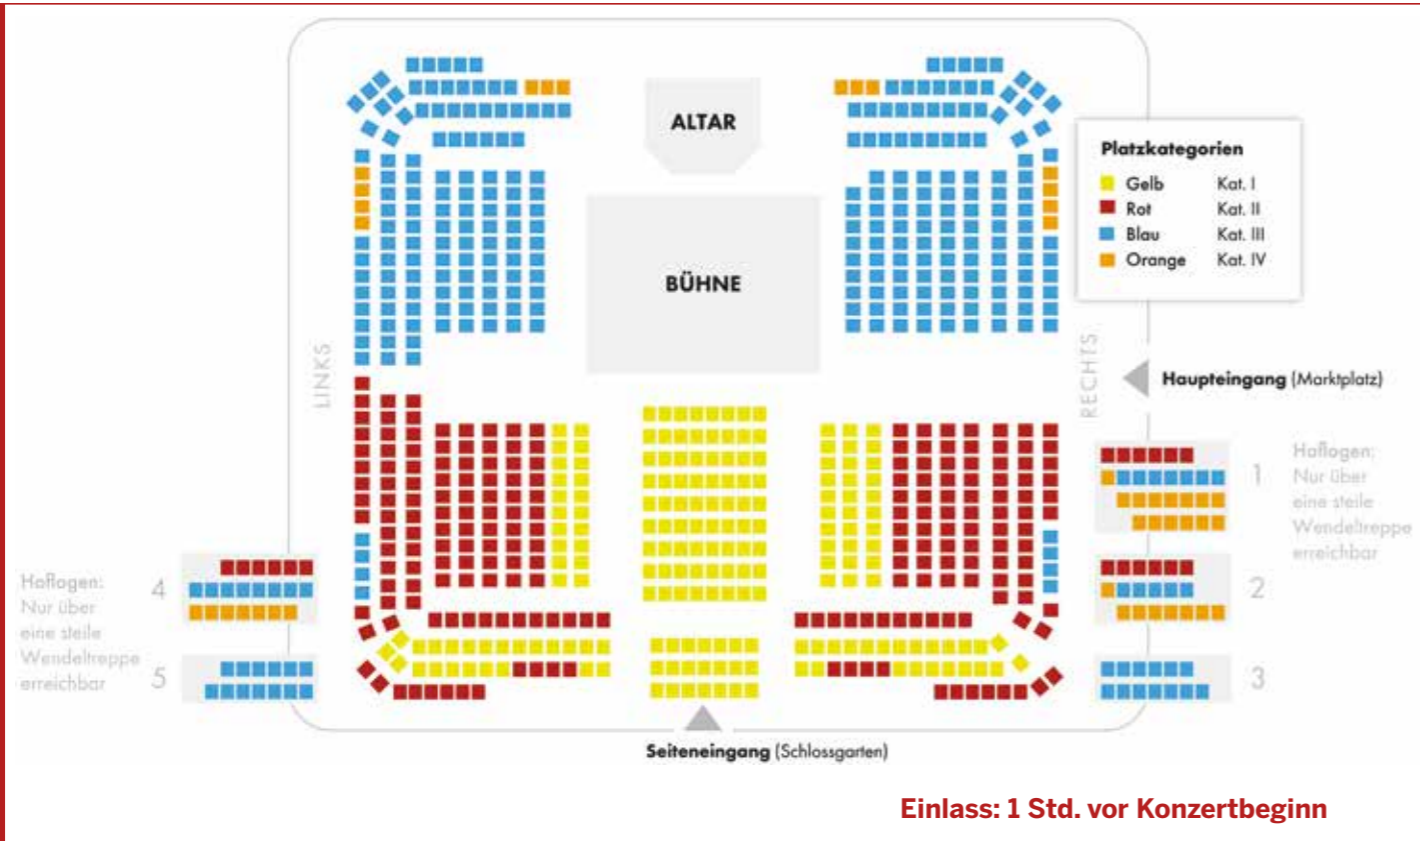 ALTAR
BÜHNE
LINKS
RECHTS
Platzkategorien
Gelb Kat. I
Rot Kat. II
Blau Kat. III
Orange Kat. IV
Haupteingang (Marktplatz)
1
Hoflogen:
Nur über
eine steile
Wendeltreppe
erreichbar
2
3
Hoflogen:
Nur über
eine steile
Wendeltreppe
erreichbar
4
5
Seiteneingang (Schlossgarten)
Einlass: 1 Std. vor Konzertbeginn